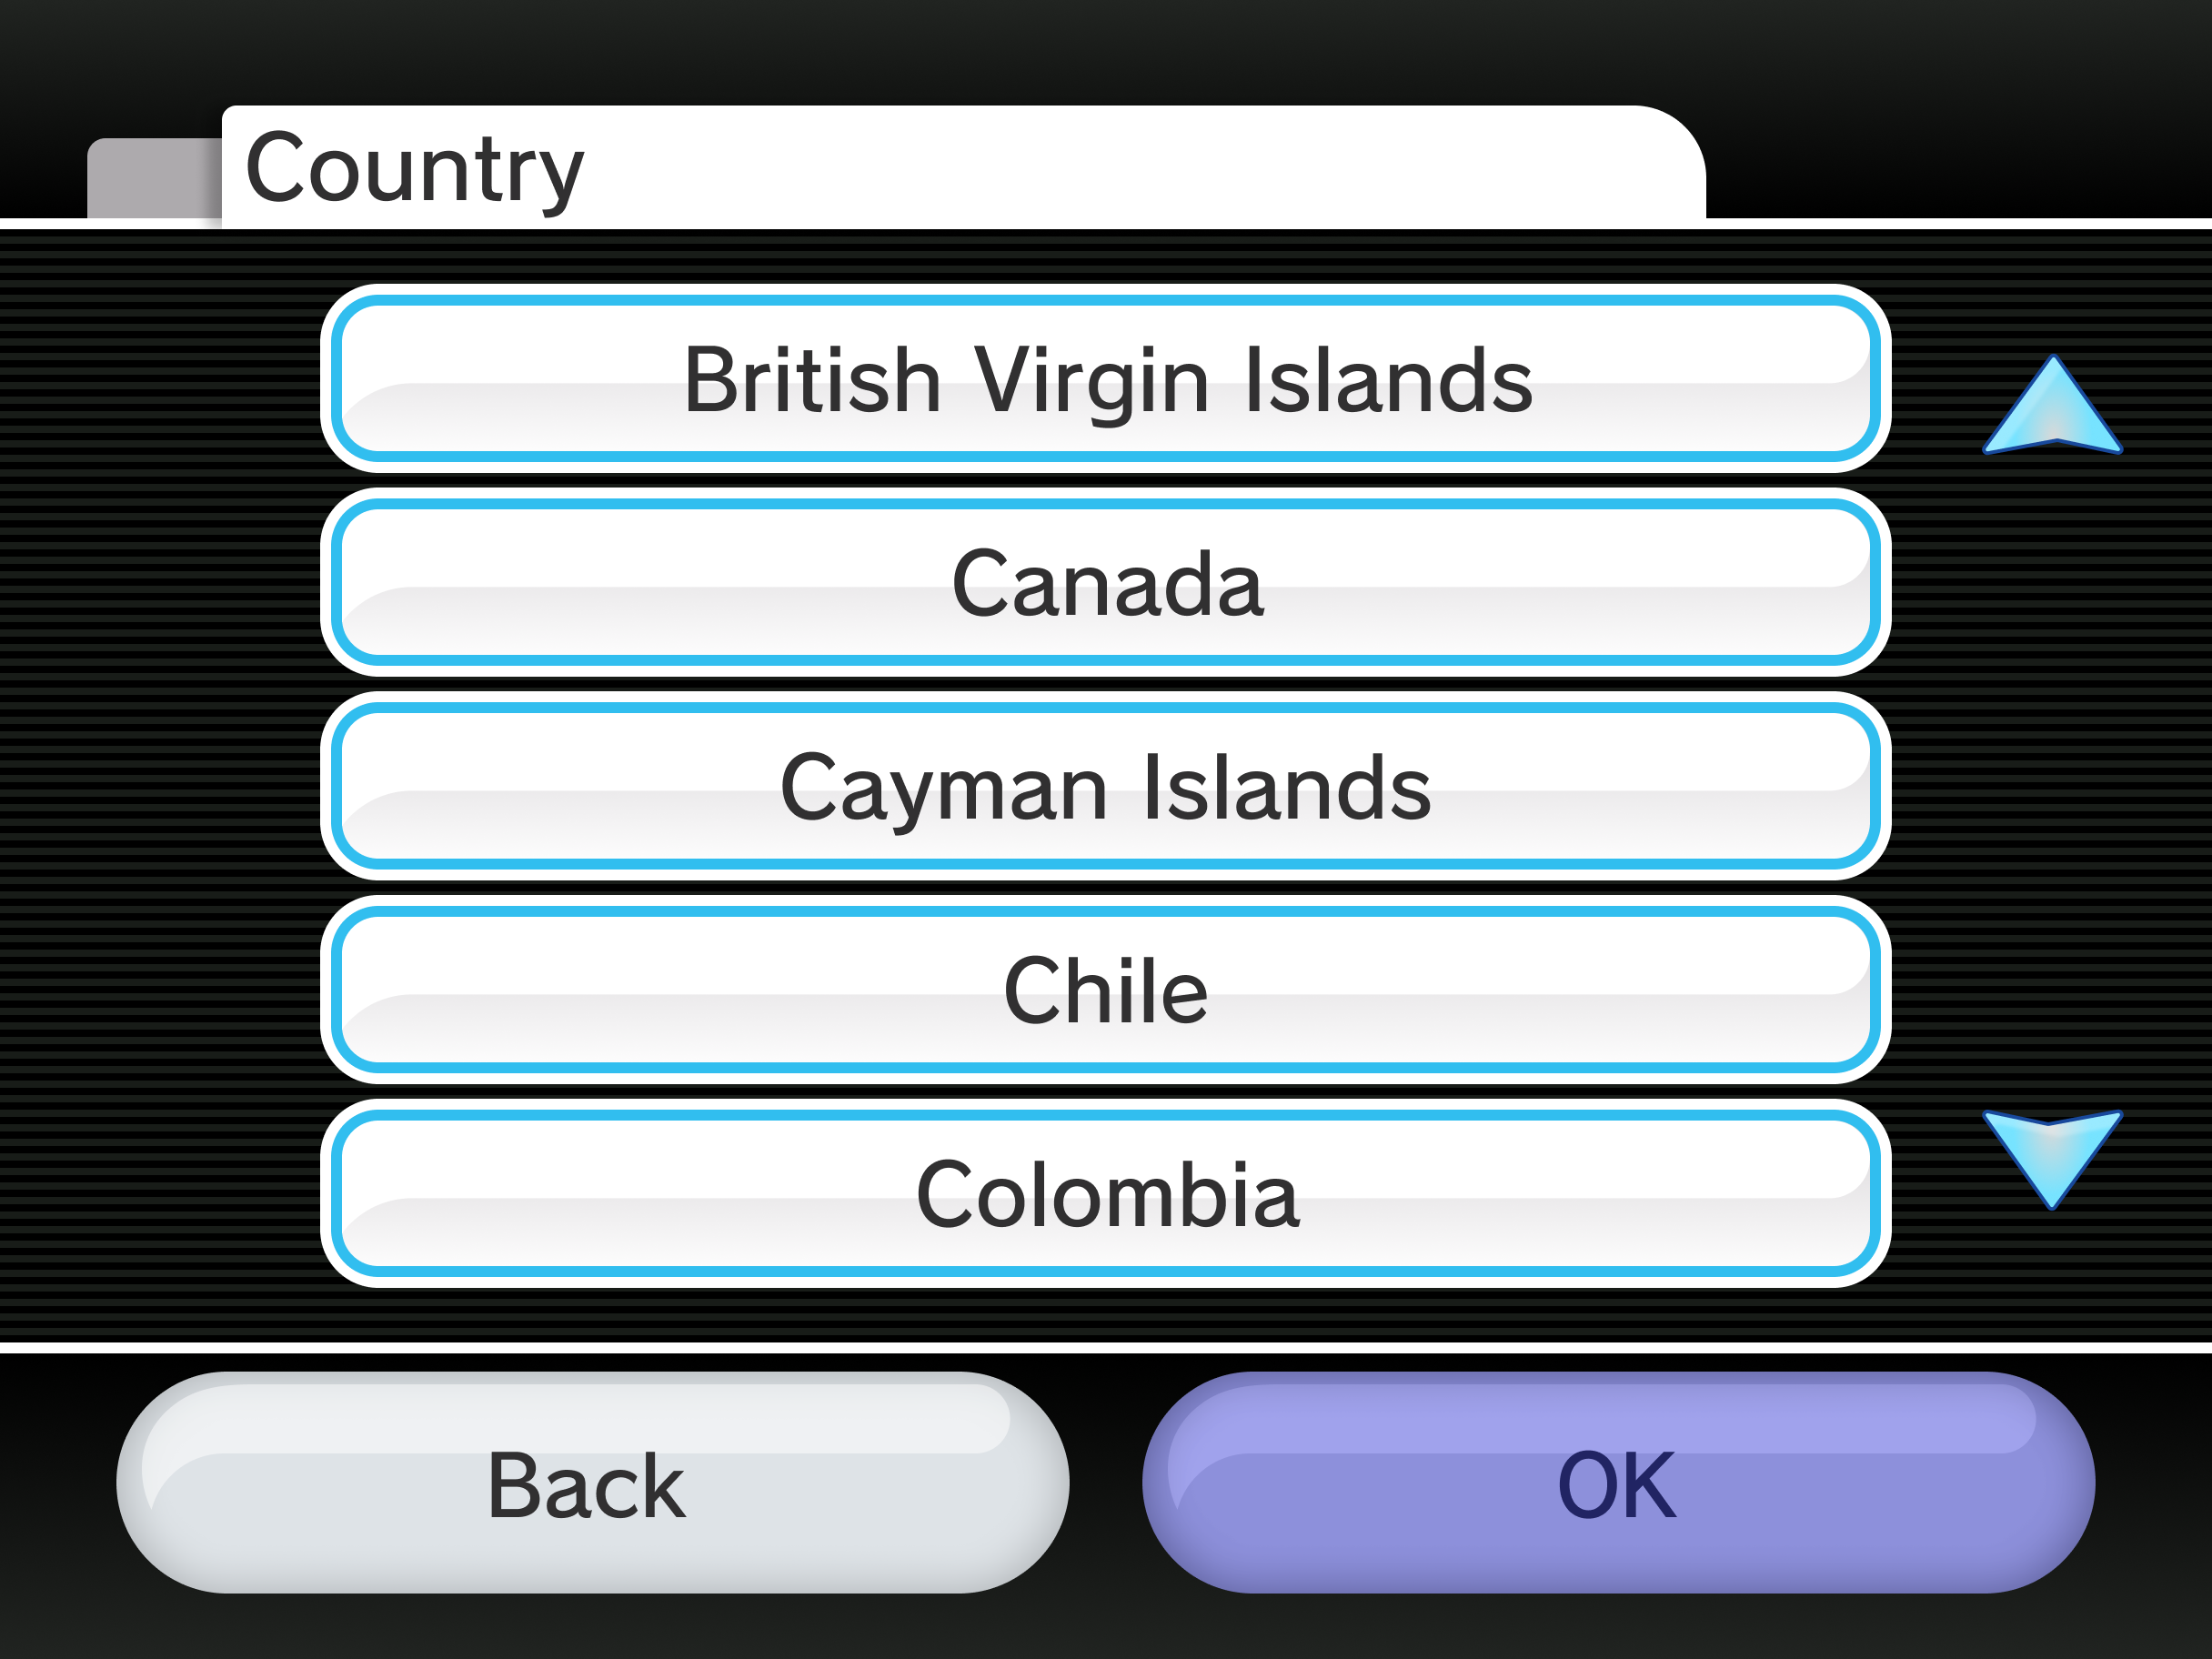 Country
British Virgin Islands
Canada
Cayman Islands
Chile
Colombia
Back
OK